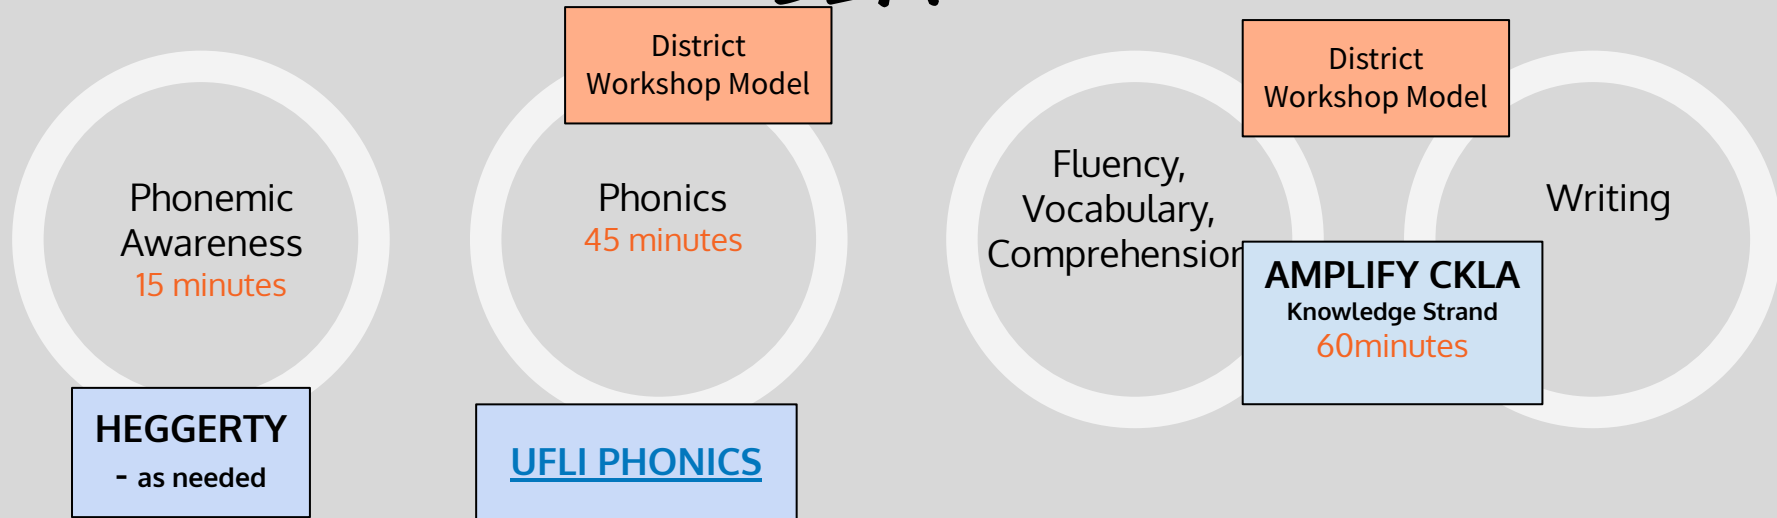 District
Workshop Model
District
Workshop Model
Phonemic
Awareness
15 minutes
Phonics
45 minutes
Fluency,
Vocabulary,
Comprehension
Writing
HEGGERTY
- as needed
UFLI PHONICS
AMPLIFY CKLA
Knowledge Strand
60minutes